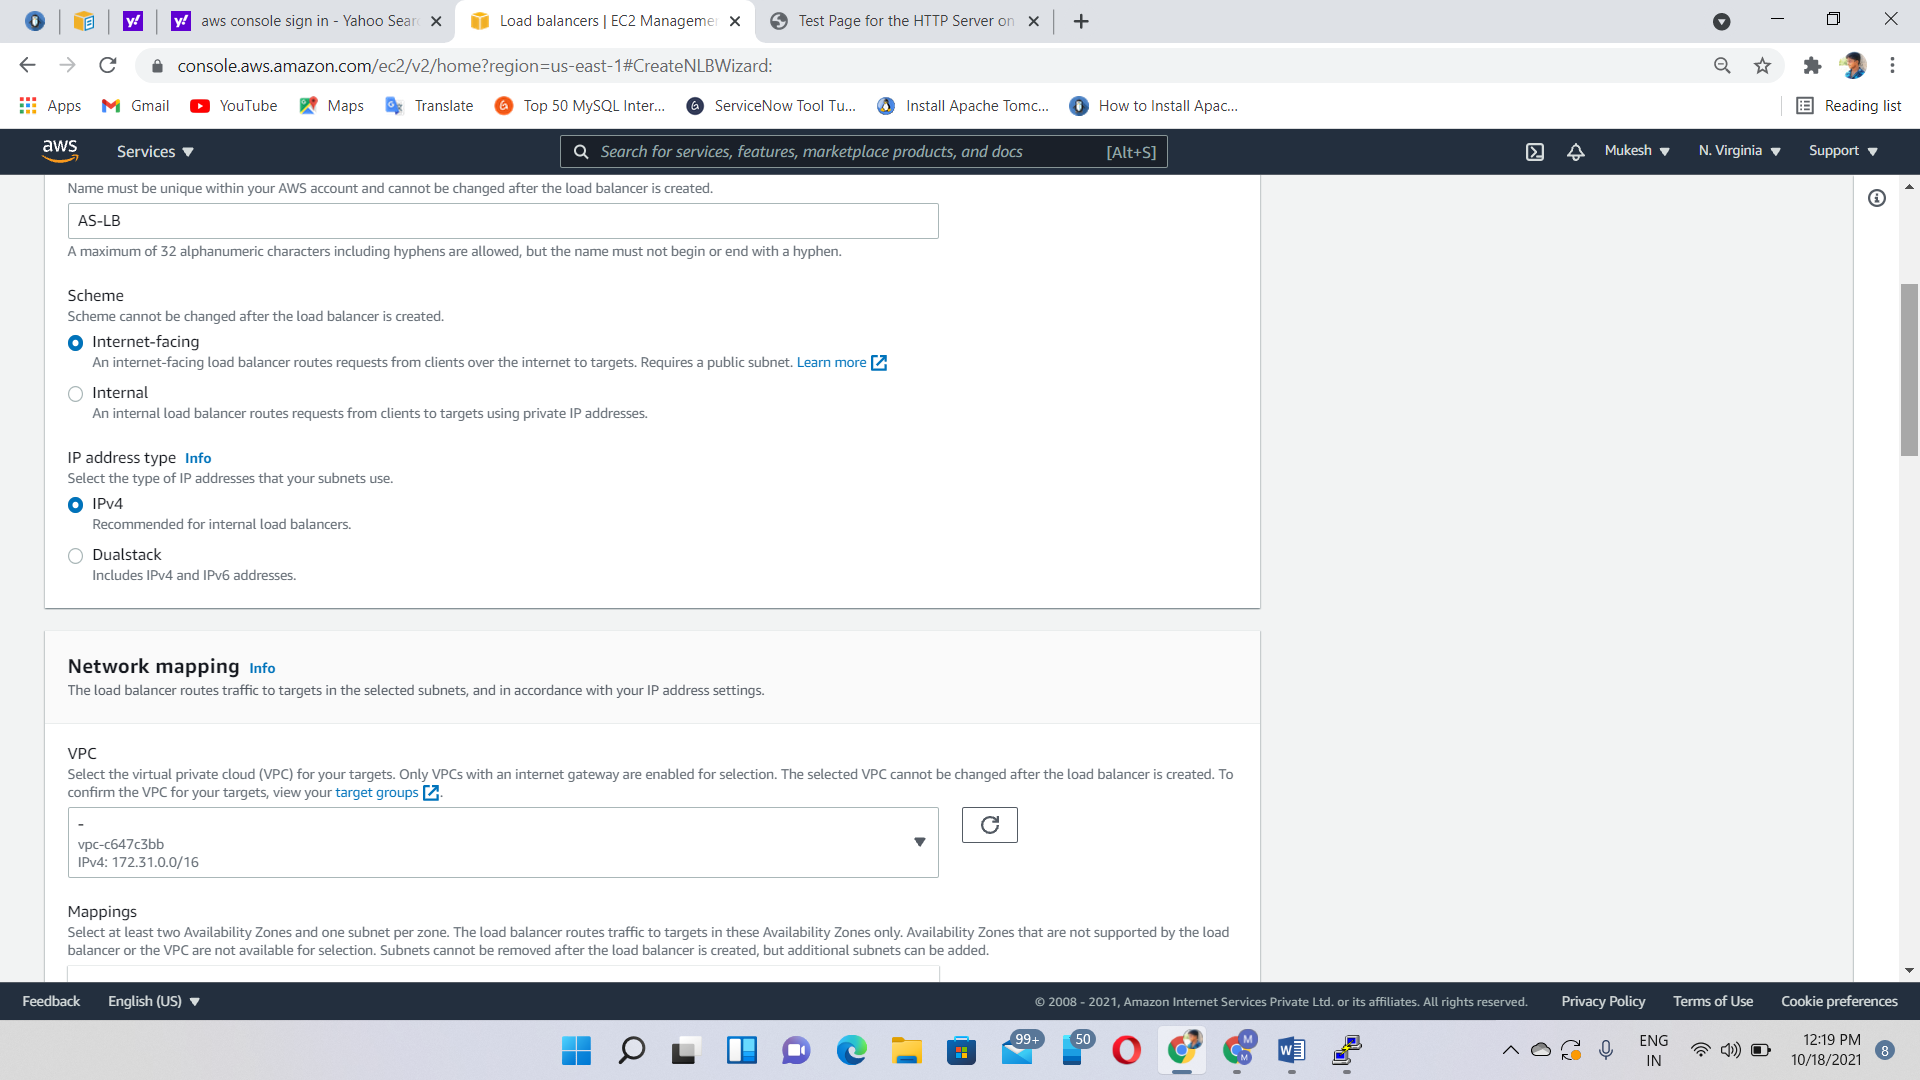 aws console sign in - Yahoo Sear
Load balancers | EC2 Manageme
Test Page for the HTTP Server on
console.aws.amazon.com/ec2/v2/home?region=us-east-1#CreateNLBWizard:
Apps
Gmail
YouTube
Maps
Translate
Top 50 MySQL Inter...
ServiceNow Tool Tu...
Install Apache Tomc...
How to Install Apac...
Reading list
aws
Services
Search for services, features, marketplace products, and docs
[Alt+S]
Mukesh
N. Virginia
Support
Name must be unique within your AWS account and cannot be changed after the load balancer is created.
AS-LB
A maximum of 32 alphanumeric characters including hyphens are allowed, but the name must not begin or end with a hyphen.
Scheme
Scheme cannot be changed after the load balancer is created.
Internet-facing
An internet-facing load balancer routes requests from clients over the internet to targets. Requires a public subnet. Learn more
Internal
An internal load balancer routes requests from clients to targets using private IP addresses.
IP address type Info
Select the type of IP addresses that your subnets use.
IPv4
Recommended for internal load balancers.
Dualstack
Includes IPv4 and IPv6 addresses.
Network mapping Info
The load balancer routes traffic to targets in the selected subnets, and in accordance with your IP address settings.
VPC
Select the virtual private cloud (VPC) for your targets. Only VPCs with an internet gateway are enabled for selection. The selected VPC cannot be changed after the load balancer is created. To
confirm the VPC for your targets, view your target groups.
-
vpc-c647c3bb
IPv4: 172.31.0.0/16
Mappings
Select at least two Availability Zones and one subnet per zone. The load balancer routes traffic to targets in these Availability Zones only. Availability Zones that are not supported by the load
balancer or the VPC are not available for selection. Subnets cannot be removed after the load balancer is created, but additional subnets can be added.
Feedback
English (US)
© 2008 - 2021, Amazon Internet Services Private Ltd. or its affiliates. All rights reserved.
Privacy Policy
Terms of Use
Cookie preferences
99+
50
M
M
ENG
IN
12:19 PM
10/18/2021
8